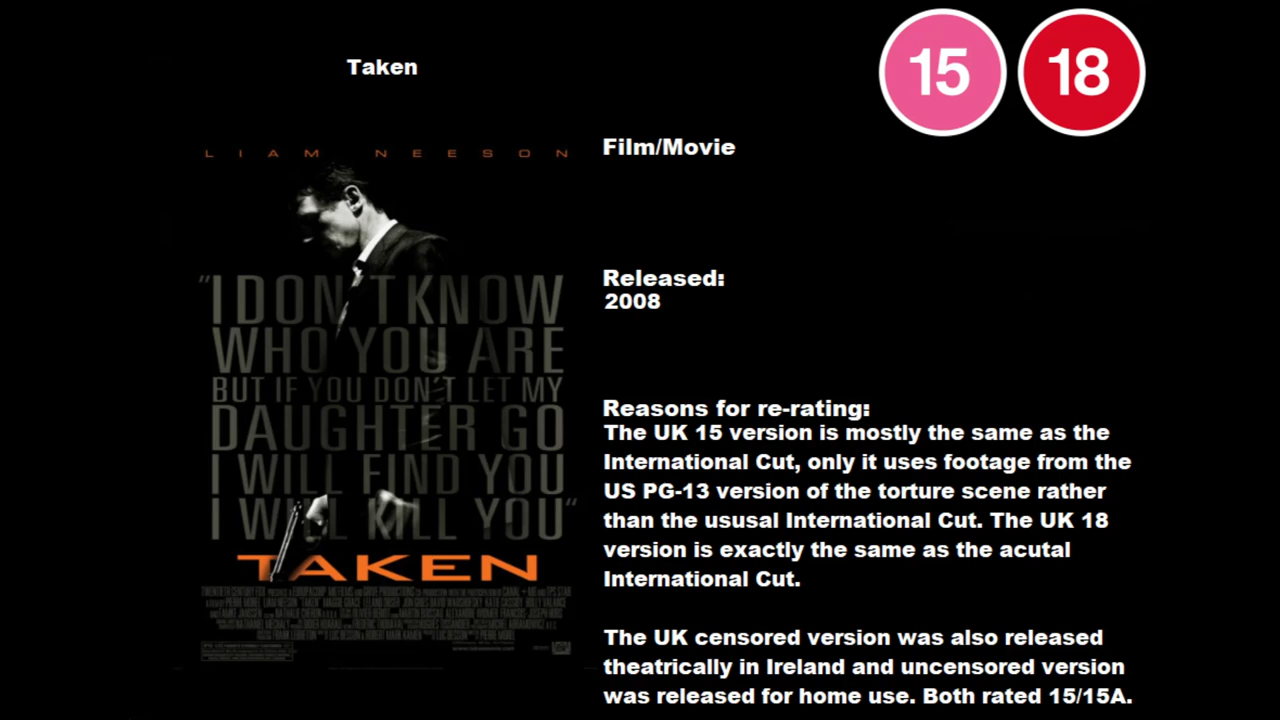 Taken
15 18
Film/Movie
LIAM NEESON
"I DON'T KNOW
WHO YOU ARE
BUT IF YOU DON'T LET MY
DAUGHTER GO
I WILL FIND YOU
I WILL KILL YOU"
TAKEN
Released:
2008
Reasons for re-rating:
The UK 15 version is mostly the same as the
International Cut, only it uses footage from the
US PG-13 version of the torture scene rather
than the ususal International Cut. The UK 18
version is exactly the same as the acutal
International Cut.
The UK censored version was also released
theatrically in Ireland and uncensored version
was released for home use. Both rated 15/15A.